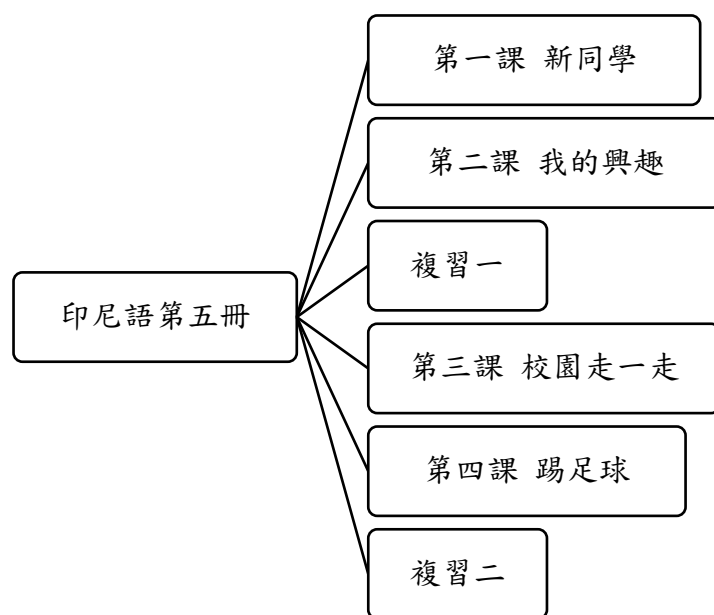 印尼語第五冊
第一課 新同學
第二課 我的興趣
複習一
第三課 校園走一走
第四課 踢足球
複習二